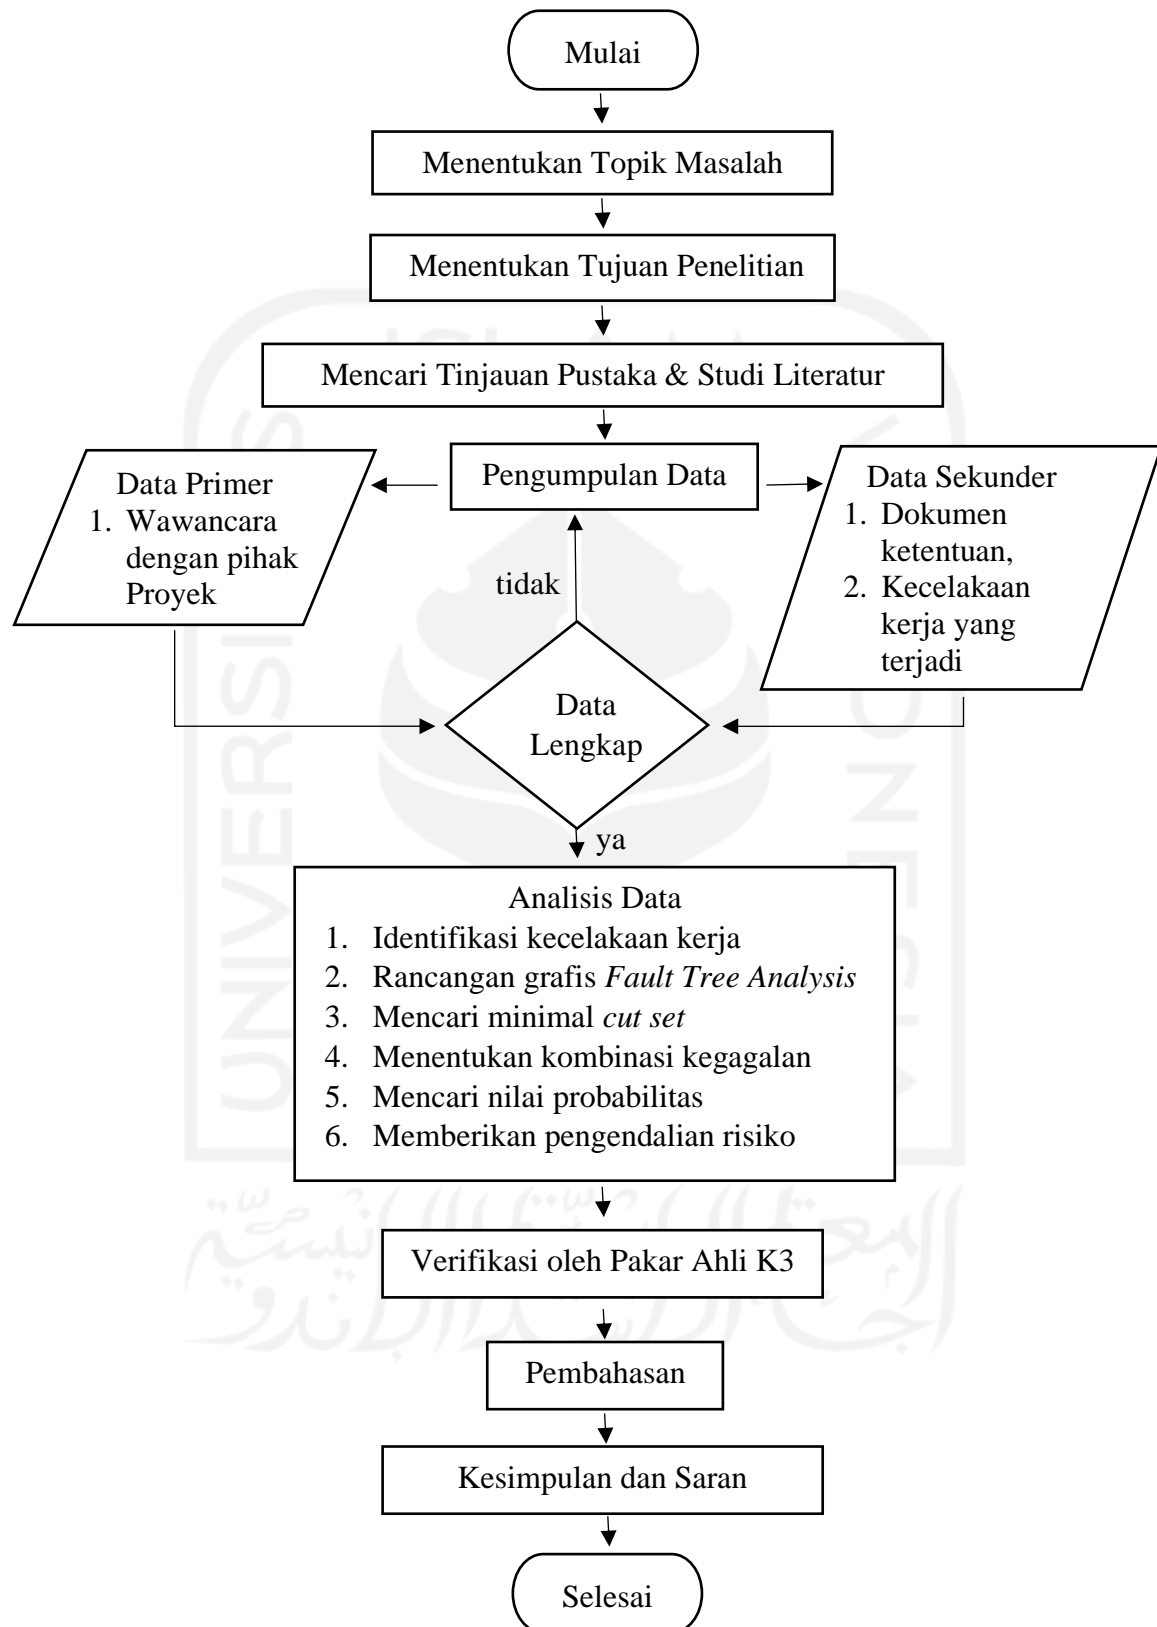 Mulai
Menentukan Topik Masalah
Menentukan Tujuan Penelitian
Mencari Tinjauan Pustaka & Studi Literatur
Pengumpulan Data
Data Primer
1. Wawancara
dengan pihak
Proyek
Data Sekunder
1. Dokumen
ketentuan,
2. Kecelakaan
kerja yang
terjadi
tidak
Data
Lengkap
ya
Analisis Data
1. Identifikasi kecelakaan kerja
2. Rancangan grafis Fault Tree Analysis
3. Mencari minimal cut set
4. Menentukan kombinasi kegagalan
5. Mencari nilai probabilitas
6. Memberikan pengendalian risiko
Verifikasi oleh Pakar Ahli K3
Pembahasan
Kesimpulan dan Saran
Selesai